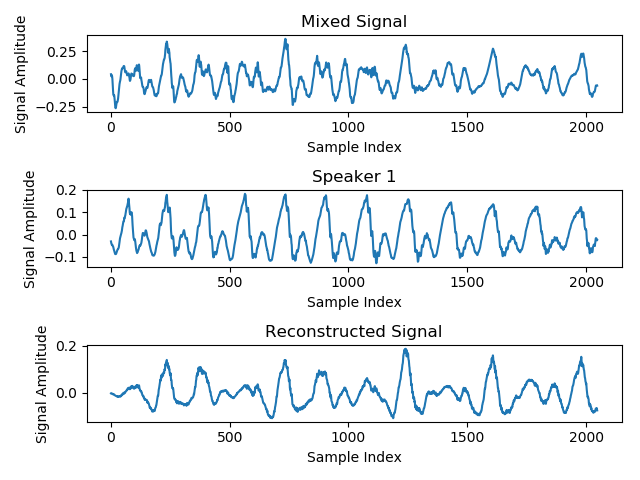 Mixed Signal
Signal Amplitude
0.25
0.00
−0.25
0 500 1000 1500 2000
Sample Index
Speaker 1
Signal Amplitude
0.2
0.1
0.0
−0.1
0 500 1000 1500 2000
Sample Index
Reconstructed Signal
Signal Amplitude
0.2
0.0
0 500 1000 1500 2000
Sample Index